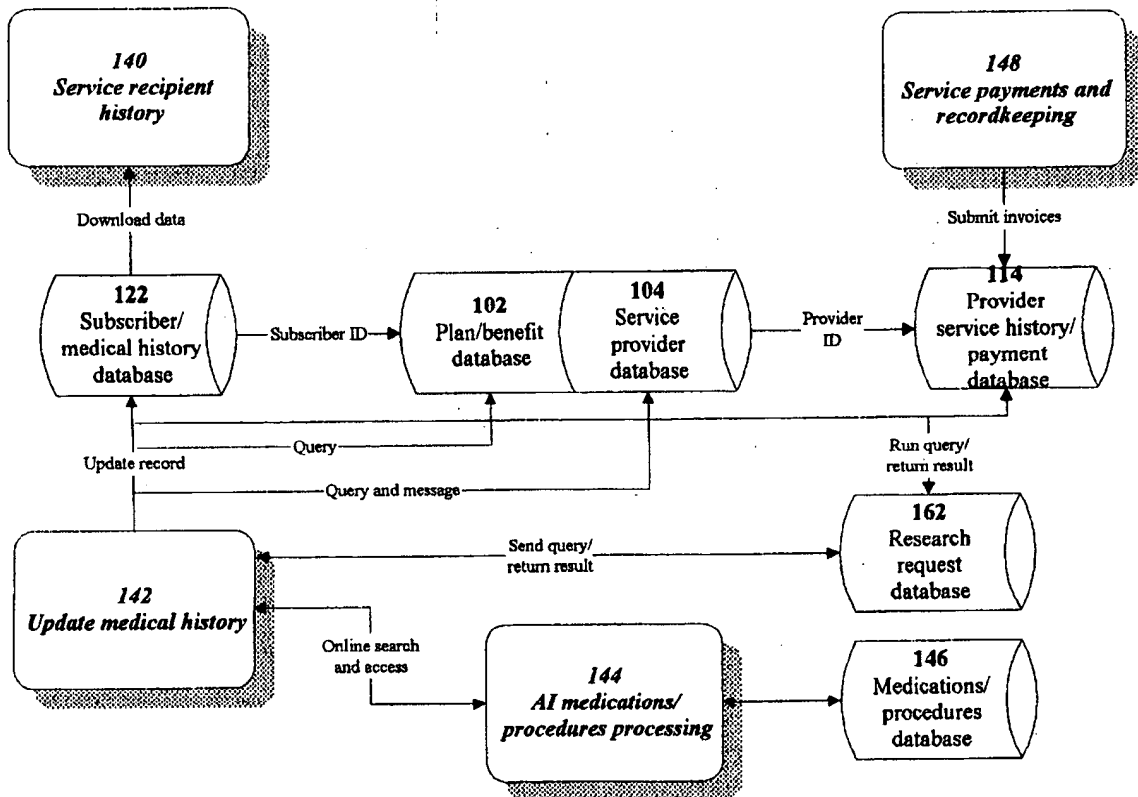 140
Service recipient
history
148
Service payments and
recordkeeping
Download data
Submit invoices
122
Subscriber/
medical history
database
Subscriber ID
102
Plan/benefit
database
104
Service
provider
database
Provider
ID
114
Provider
service history/
payment
database
Query
Update record
Query and message
Run query/
return result
162
Research
request
database
Send query/
return result
142
Update medical history
Online search
and access
144
AI medications/
procedures processing
146
Medications/
procedures
database